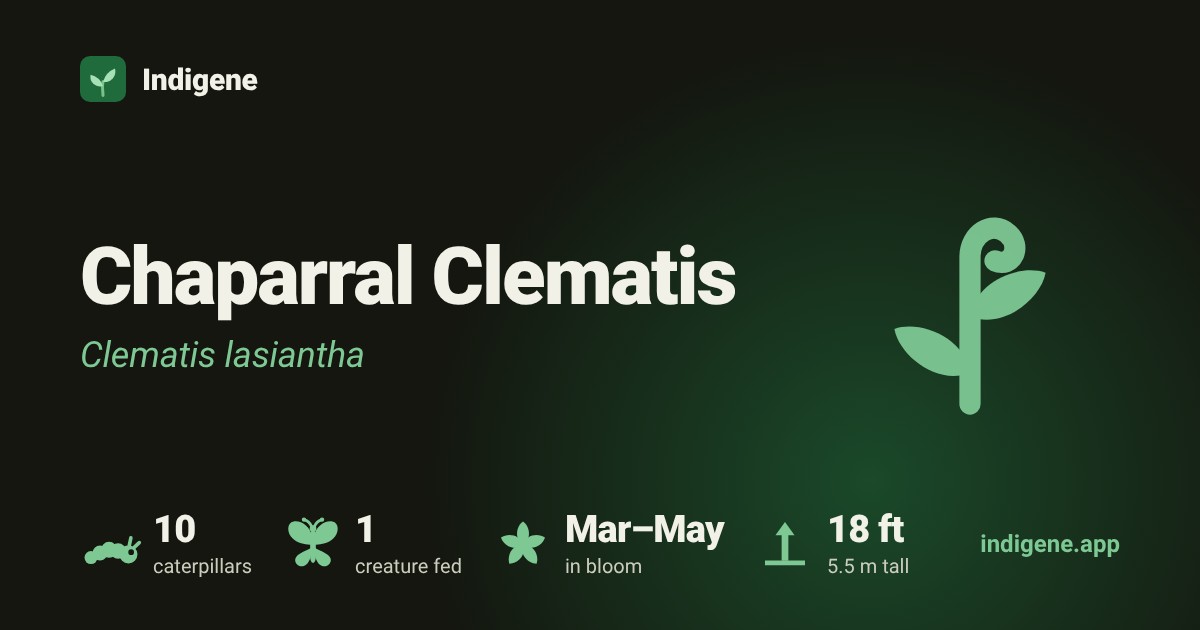 Indigene
Chaparral Clematis
Clematis lasiantha
10
caterpillars
1
creature fed
Mar–May
in bloom
18 ft
5.5 m tall
indigene.app